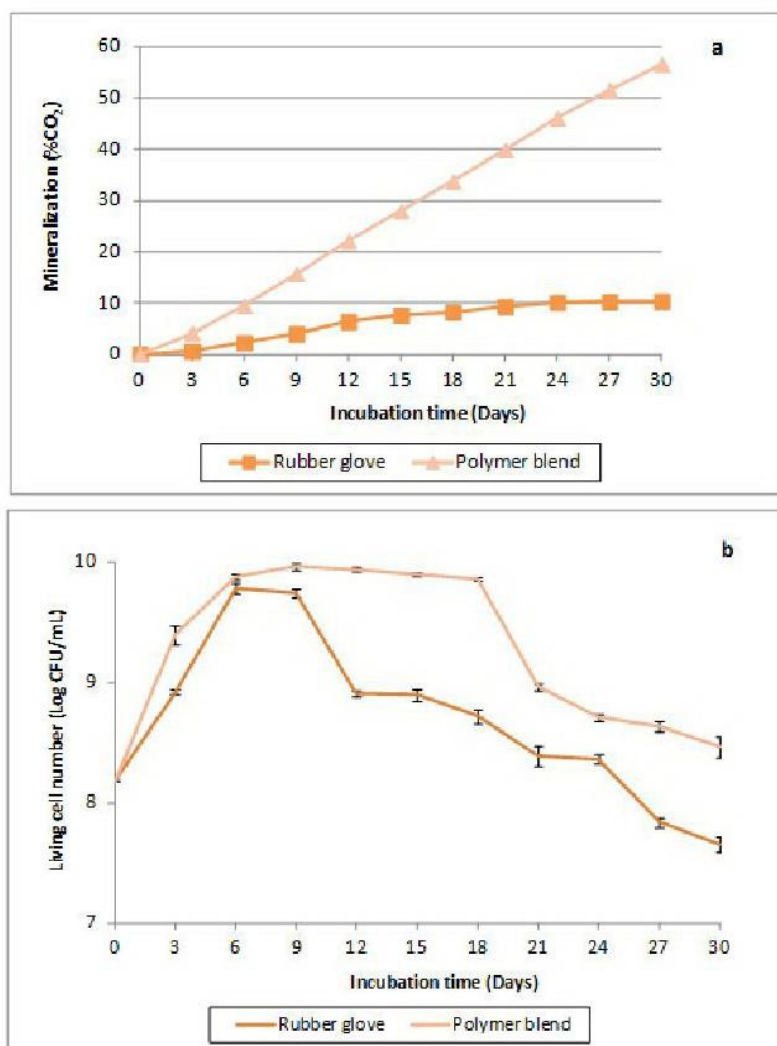 a
60
50
40
30
20
10
0
Mineralization (%CO₂)
0 3 6 9 12 15 18 21 24 27 30
Incubation time (Days)
Rubber glove Polymer blend
b
10
9
8
7
Living cell number (Log CFU/mL)
0 3 6 9 12 15 18 21 24 27 30
Incubation time (Days)
Rubber glove Polymer blend